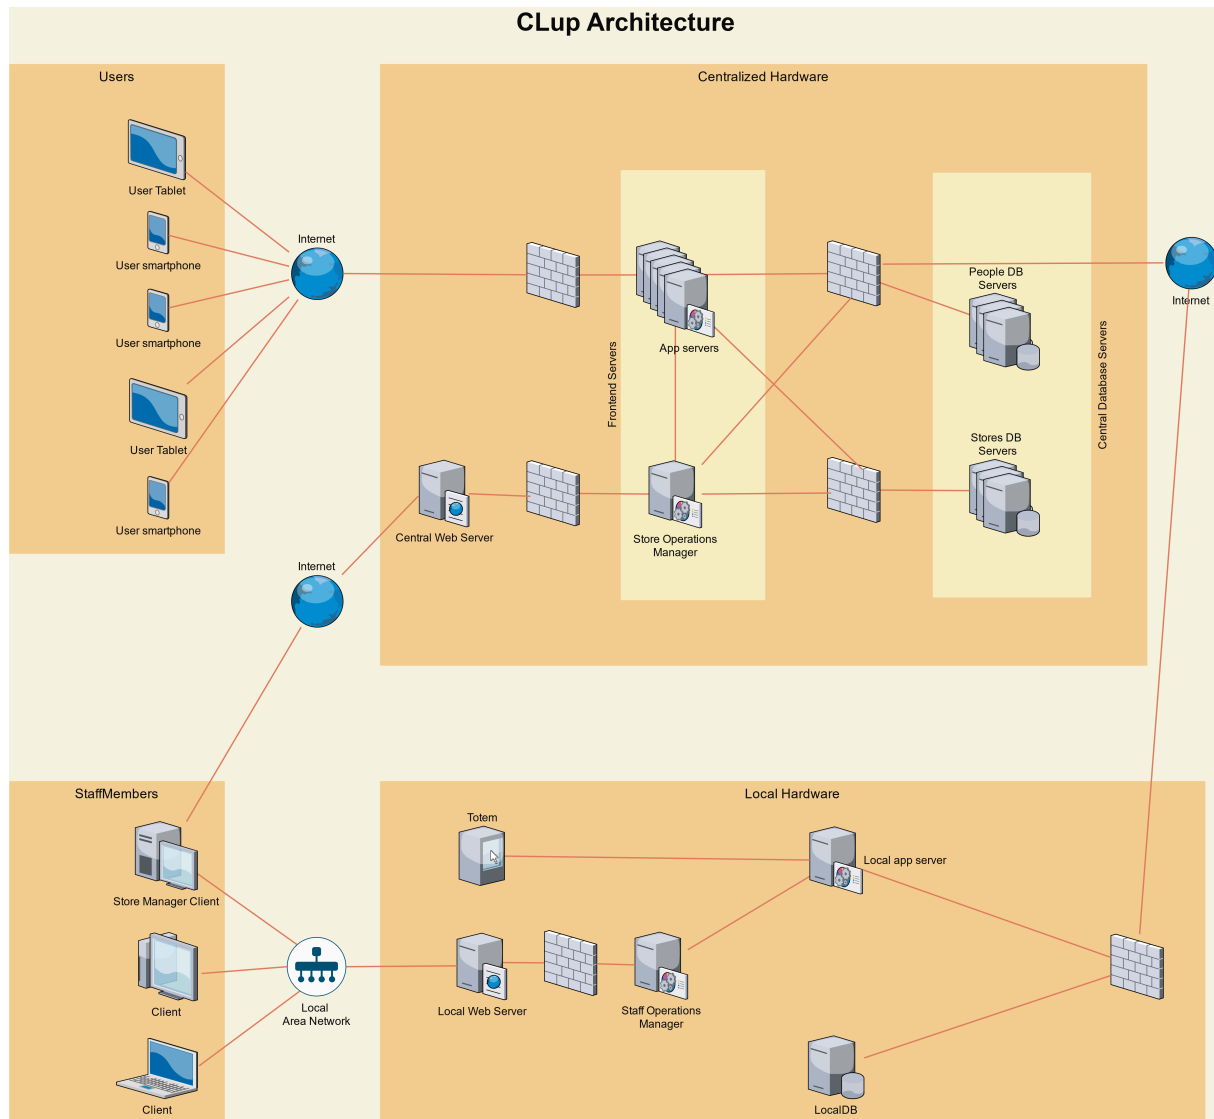 CLup Architecture
Users
User Tablet
User smartphone
User smartphone
User Tablet
User smartphone
Internet
Internet
Centralized Hardware
Frontend Servers
App servers
Central Web Server
Store Operations
Manager
People DB
Servers
Stores DB
Servers
Central Database Servers
Internet
StaffMembers
Store Manager Client
Client
Client
Local
Area Network
Local Hardware
Totem
Local app server
Local Web Server
Staff Operations
Manager
LocalDB